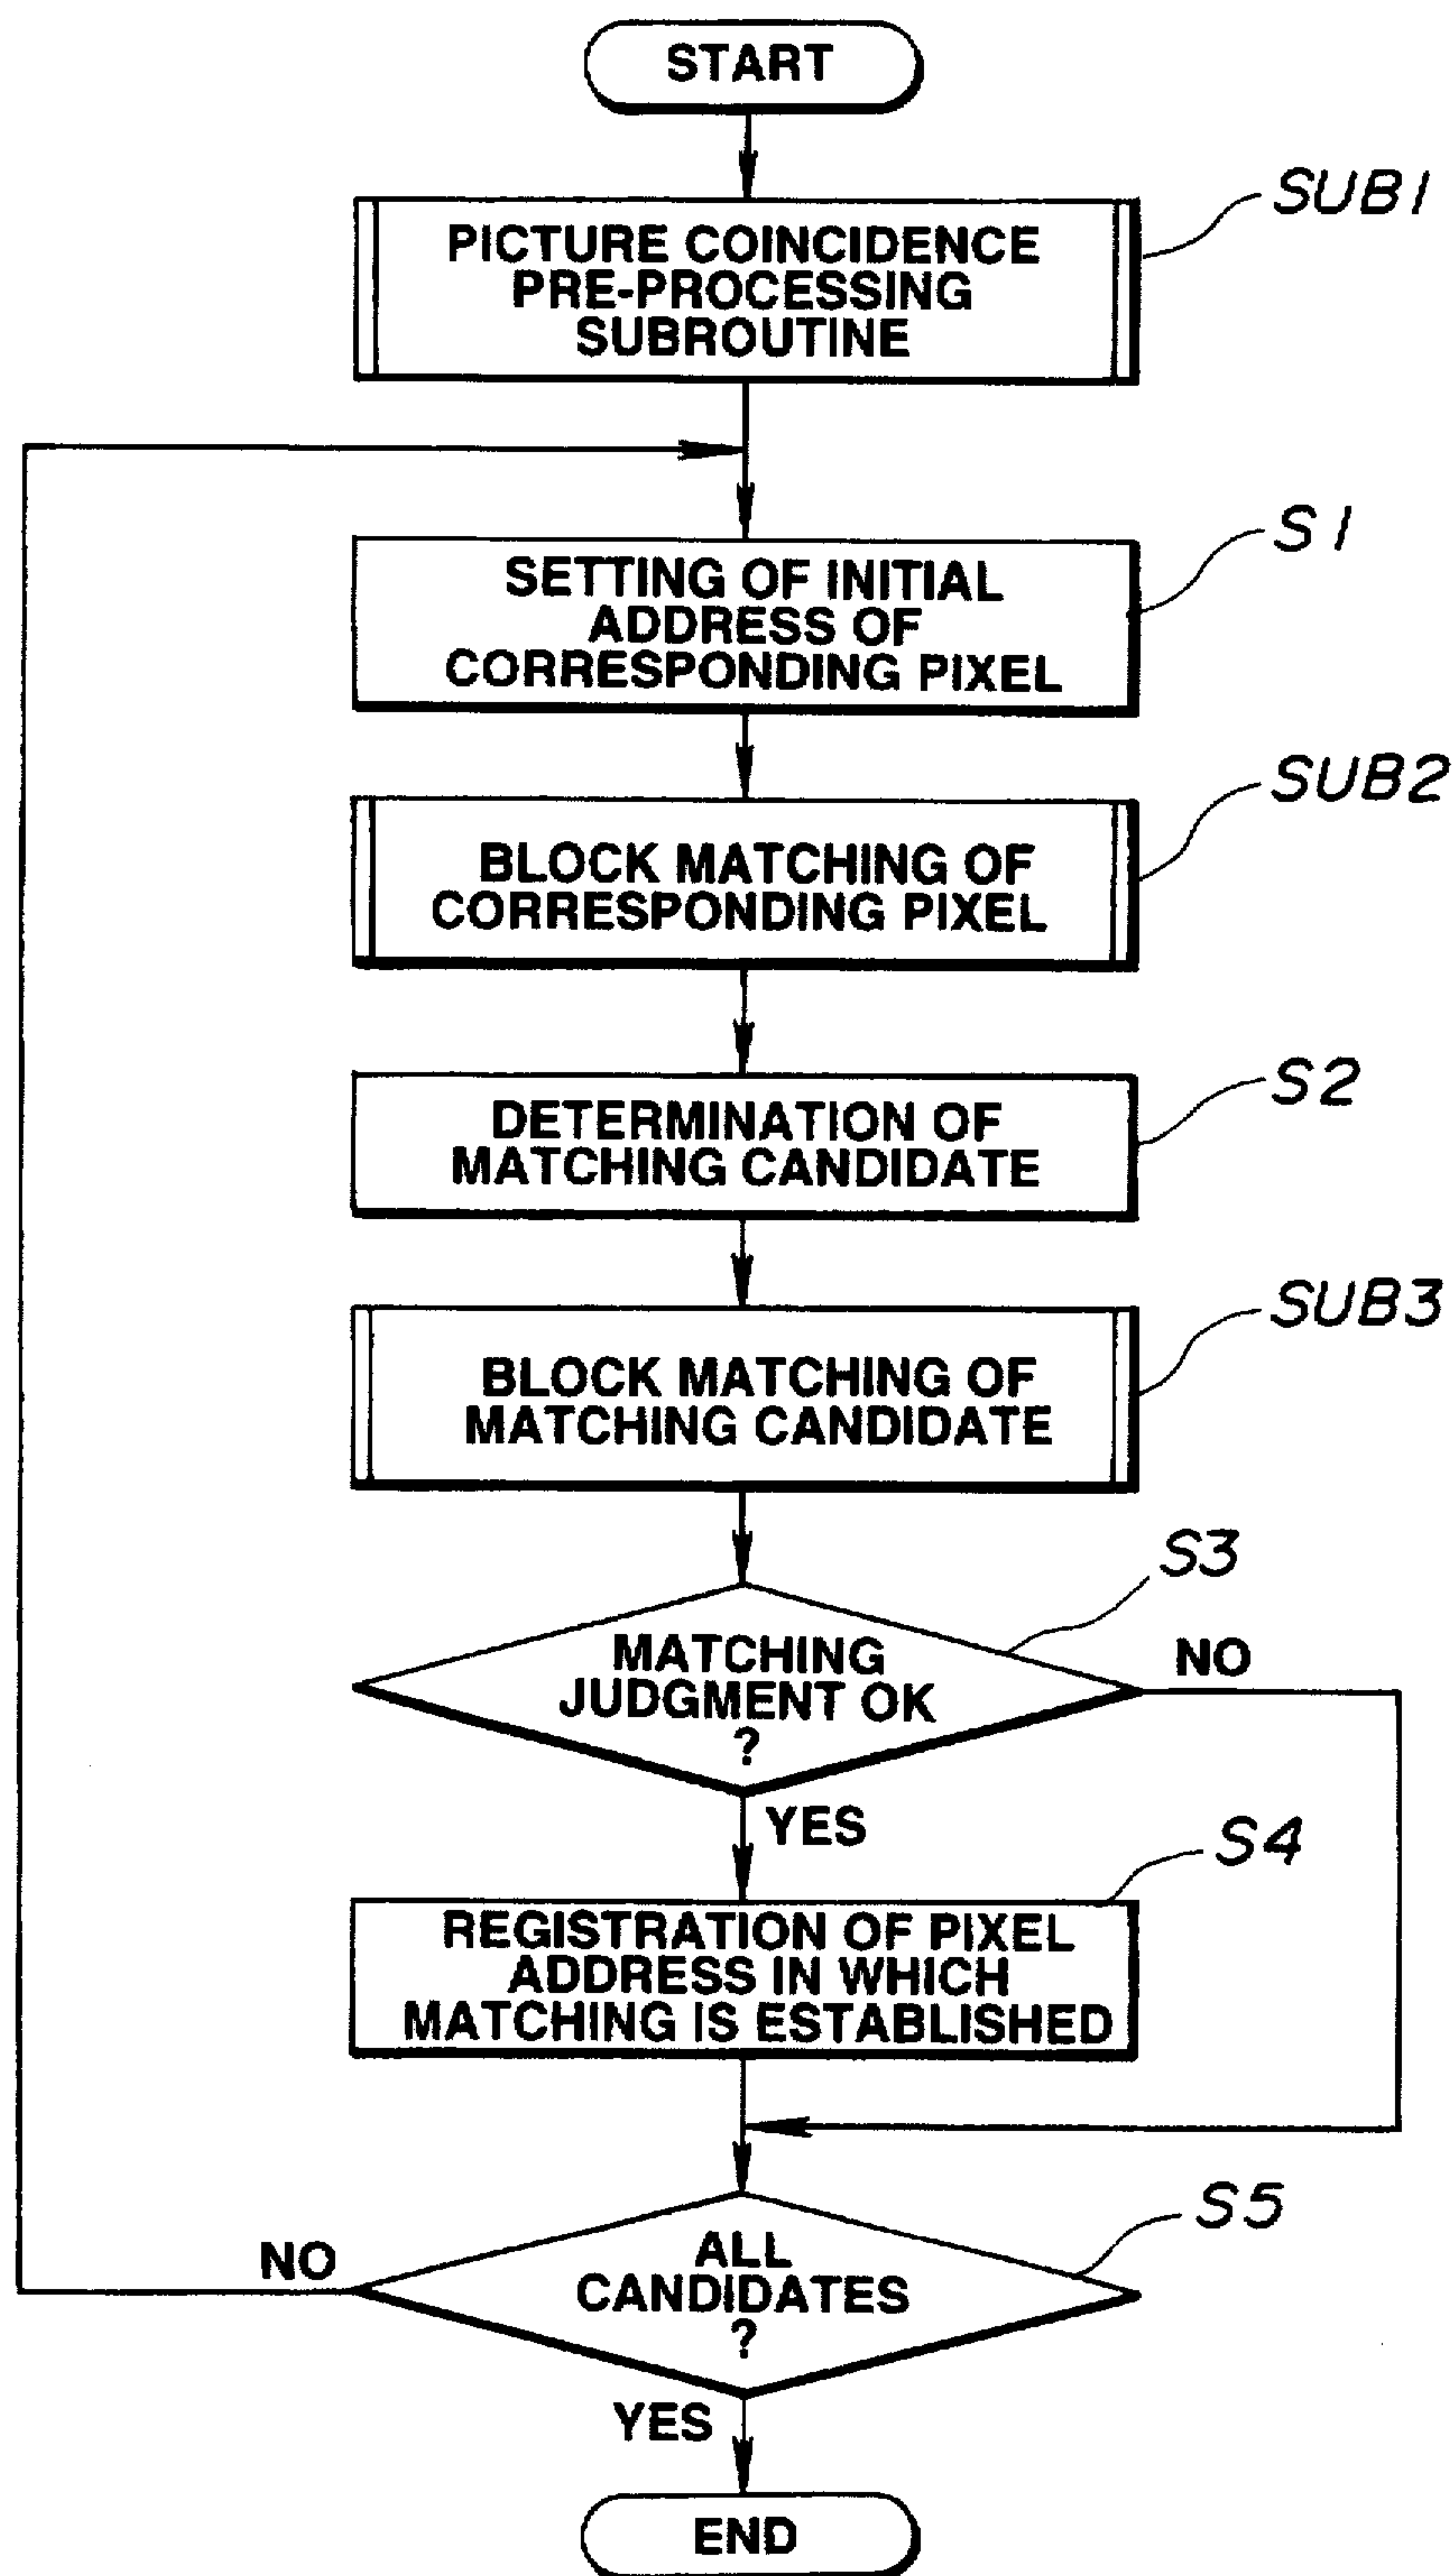 START
SUB1
PICTURE COINCIDENCE
PRE-PROCESSING
SUBROUTINE
S1
SETTING OF INITIAL
ADDRESS OF
CORRESPONDING PIXEL
SUB2
BLOCK MATCHING OF
CORRESPONDING PIXEL
S2
DETERMINATION OF
MATCHING CANDIDATE
SUB3
BLOCK MATCHING OF
MATCHING CANDIDATE
S3
MATCHING
JUDGMENT OK
?
NO
YES
S4
REGISTRATION OF PIXEL
ADDRESS IN WHICH
MATCHING IS ESTABLISHED
S5
ALL
CANDIDATES
?
NO
YES
END